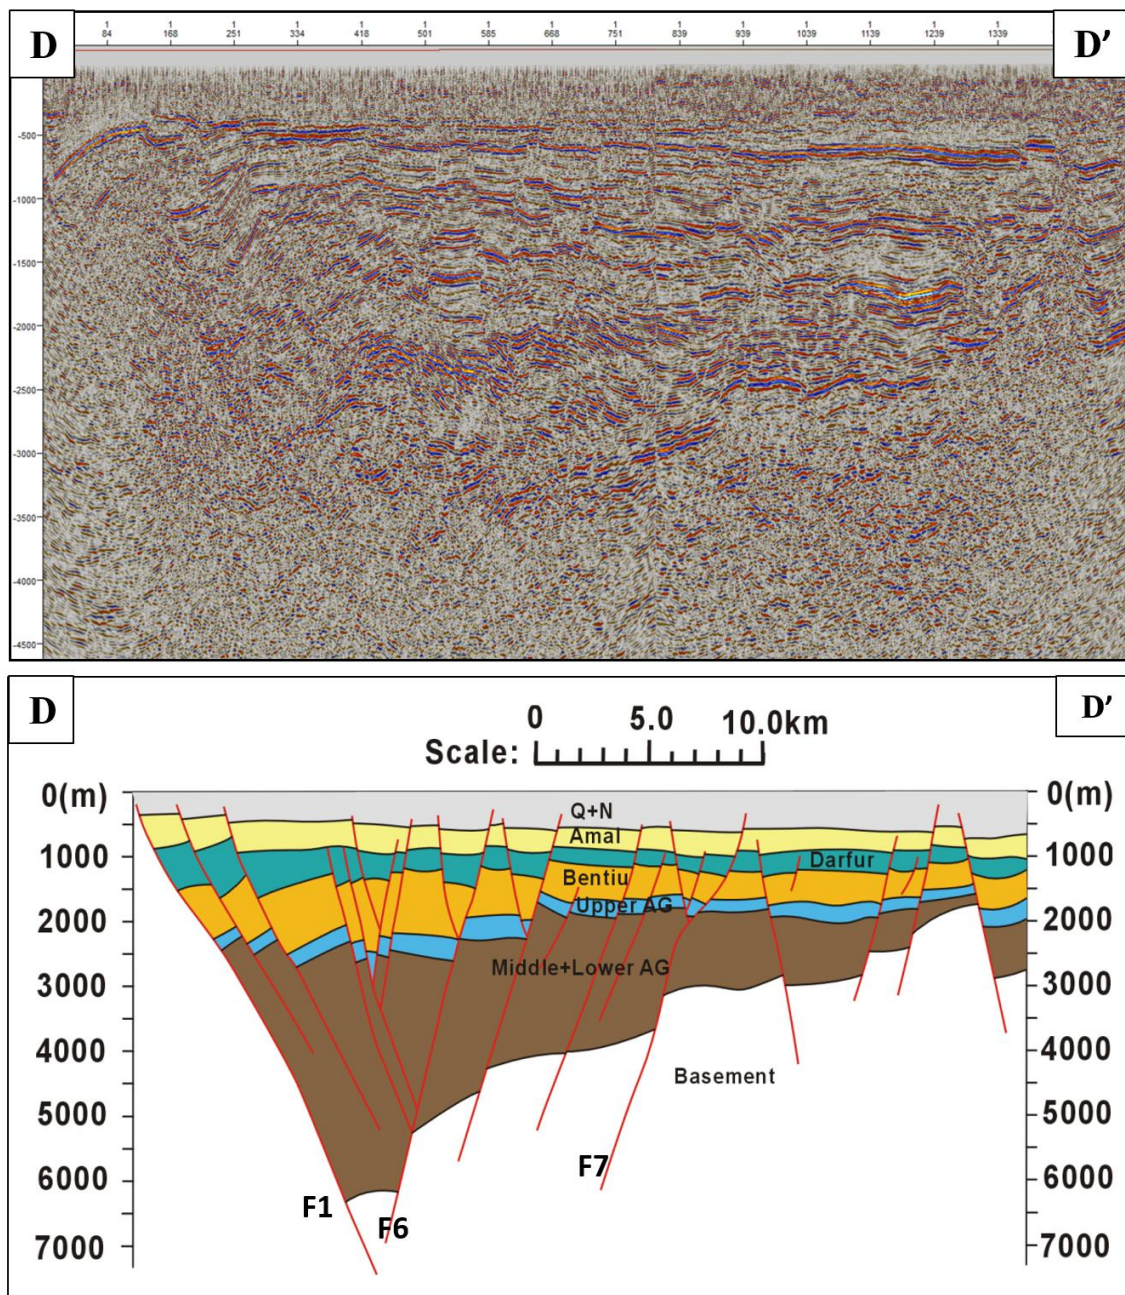 D
D’
1 1 1 1 1 1 1 1 1 1 1 1 1 1 1
84 168 251 334 418 501 585 668 751 839 939 1039 1139 1239 1339
-500
-1000
-1500
-2000
-2500
-3000
-3500
-4000
-4500
D
D’
0 5.0 10.0km
Scale:
0(m) 0(m)
Q+N
Amal
1000 Darfur 1000
Bentiu
Upper AG
2000 2000
Middle+Lower AG
3000 3000
4000 4000
Basement
5000 5000
F7
6000 6000
F1
F6
7000 7000